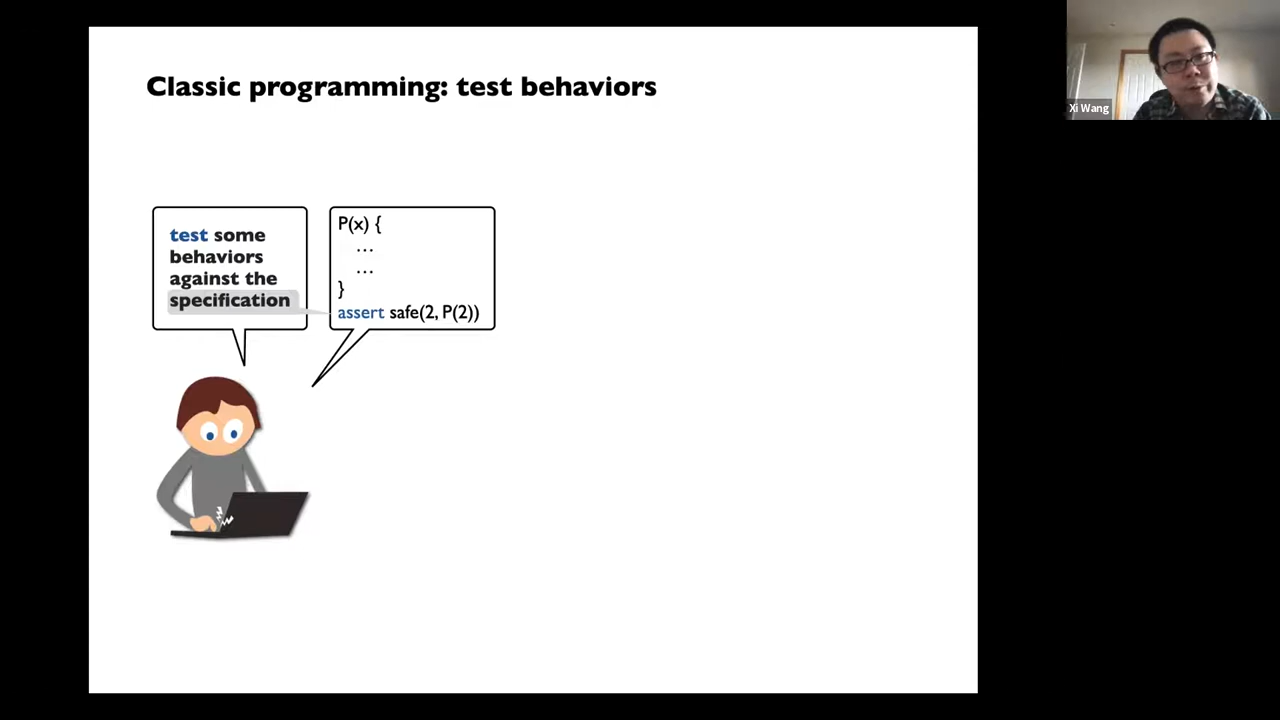 Classic programming: test behaviors
test some
behaviors
against the
specification
P(x) {
...
...
}
assert safe(2, P(2))
Xi Wang